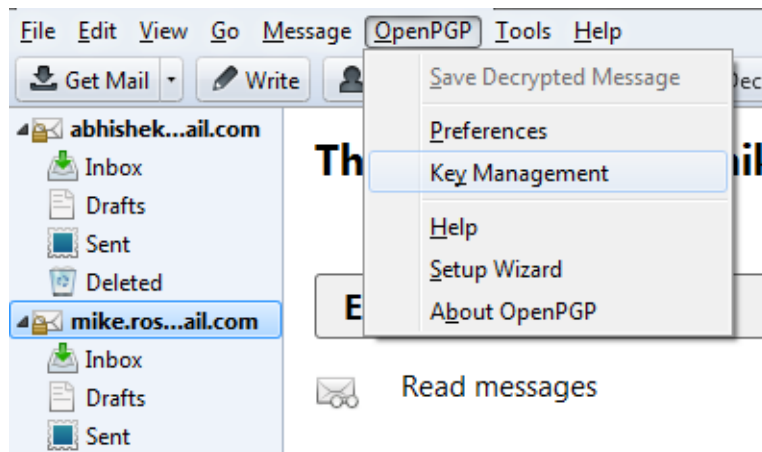 File Edit View Go Message OpenPGP Tools Help
Get Mail Write Dec
Save Decrypted Message
Preferences
Key Management
Help
Setup Wizard
About OpenPGP
abhishek...ail.com
Inbox
Drafts
Sent
Deleted
mike.ros...ail.com
Inbox
Drafts
Sent
Th
E
Read messages